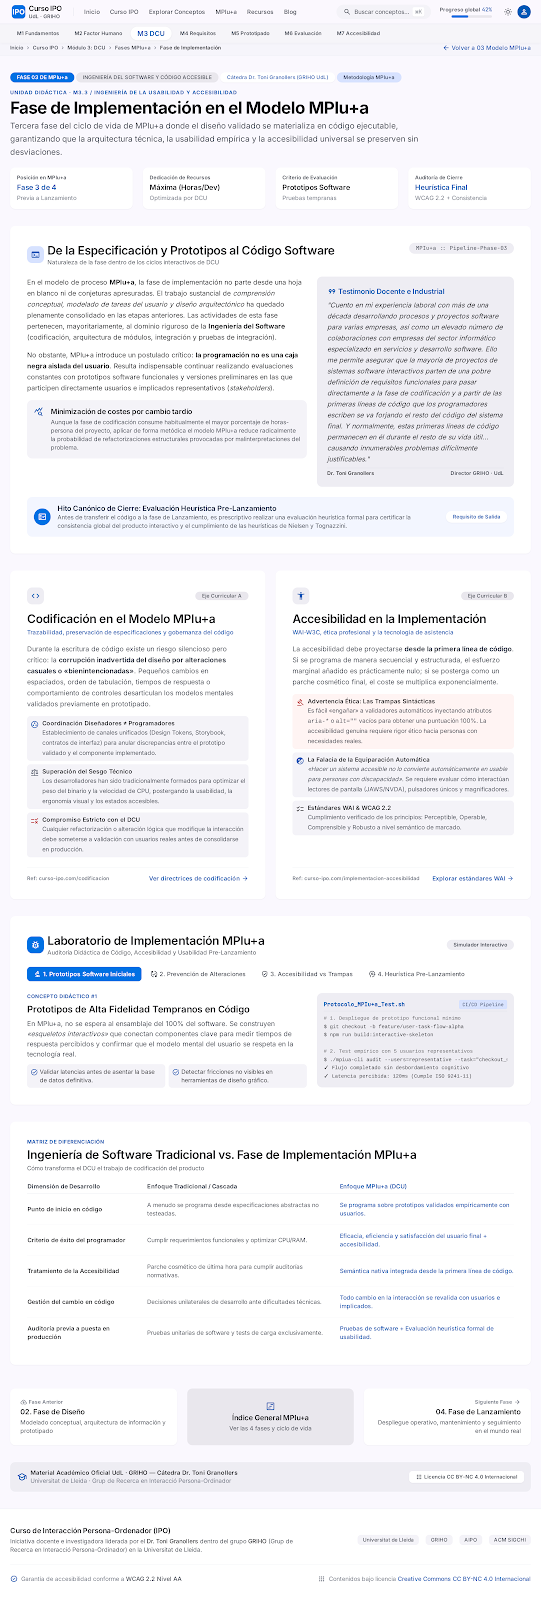 IPO Curso IPO
UdL · GRIHO
Inicio Curso IPO Explorar Conceptos MPIu+a Recursos Blog
Buscar conceptos... ⌘K
Progreso global 42%
M1 Fundamentos M2 Factor Humano M3 DCU M4 Requisitos M5 Prototipado M6 Evaluación M7 Accesibilidad
Inicio › Curso IPO › Módulo 3: DCU › Fases MPIu+a › Fase de Implementación
← Volver a 03 Modelo MPIu+a
FASE 03 DE MPIu+a INGENIERÍA DEL SOFTWARE Y CÓDIGO ACCESIBLE Cátedra Dr. Toni Granollers (GRIHO UdL) Metodología MPIu+a
UNIDAD DIDÁCTICA · M3.3 / INGENIERÍA DE LA USABILIDAD Y ACCESIBILIDAD
Fase de Implementación en el Modelo MPIu+a
Tercera fase del ciclo de vida de MPIu+a donde el diseño validado se materializa en código ejecutable,
garantizando que la arquitectura técnica, la usabilidad empírica y la accesibilidad universal se preserven sin
desviaciones.
Posición en MPIu+a
Fase 3 de 4
Previa a Lanzamiento
Dedicación de Recursos
Máxima (Horas/Dev)
Optimizada por DCU
Criterio de Evaluación
Prototipos Software
Pruebas tempranas
Auditoría de Cierre
Heurística Final
WCAG 2.2 + Consistencia
De la Especificación y Prototipos al Código Software
Naturaleza de la fase dentro de los ciclos interactivos de DCU
MPIu+a :: Pipeline-Phase-03
En el modelo de proceso MPIu+a, la fase de implementación no parte desde una hoja
en blanco ni de conjeturas apresuradas. El trabajo sustancial de comprensión
conceptual, modelado de tareas del usuario y diseño arquitectónico ha quedado
plenamente consolidado en las etapas anteriores. Las actividades de esta fase
pertenecen, mayoritariamente, al dominio riguroso de la Ingeniería del Software
(codificación, arquitectura de módulos, integración y pruebas de integración).
No obstante, MPIu+a introduce un postulado crítico: la programación no es una caja
negra aislada del usuario. Resulta indispensable continuar realizando evaluaciones
constantes con prototipos software funcionales y versiones preliminares en las que
participen directamente usuarios e implicados representativos (stakeholders).
Minimización de costes por cambio tardío
Aunque la fase de codificación consume habitualmente el mayor porcentaje de horas-
persona del proyecto, aplicar de forma metódica el modelo MPIu+a reduce radicalmente
la probabilidad de refactorizaciones estructurales provocadas por malinterpretaciones del
problema.
Testimonio Docente e Industrial
"Cuento en mi experiencia laboral con más de una
década desarrollando procesos y proyectos software
para varias empresas, así como un elevado número de
colaboraciones con empresas del sector informático
especializado en servicios y desarrollo software. Ello
me permite asegurar que la mayoría de proyectos de
sistemas software interactivos parten de una pobre
definición de requisitos funcionales para pasar
directamente a la fase de codificación y a partir de las
primeras líneas de código que los programadores
escriben se va forjando el resto del código del sistema
final. Y normalmente, estas primeras líneas de código
permanecen en él durante el resto de su vida útil...
causando innumerables problemas difícilmente
justificables."
Dr. Toni Granollers Director GRIHO · UdL
Hito Canónico de Cierre: Evaluación Heurística Pre-Lanzamiento
Antes de transferir el código a la fase de Lanzamiento, es prescriptivo realizar una evaluación heurística formal para certificar la
consistencia global del producto interactivo y el cumplimiento de las heurísticas de Nielsen y Tognazzini.
Requisito de Salida
Eje Curricular A
Codificación en el Modelo MPIu+a
Trazabilidad, preservación de especificaciones y gobernanza del código
Durante la escritura de código existe un riesgo silencioso pero
crítico: la corrupción inadvertida del diseño por alteraciones
casuales o «bienintencionadas». Pequeños cambios en
espaciados, orden de tabulación, tiempos de respuesta o
comportamiento de controles desarticulan los modelos mentales
validados previamente en prototipado.
Coordinación Diseñadores ≠ Programadores
Establecimiento de canales unificados (Design Tokens, Storybook,
contratos de interfaz) para anular discrepancias entre el prototipo
validado y el componente implementado.
Superación del Sesgo Técnico
Los desarrolladores han sido tradicionalmente formados para optimizar el
peso del binario y la velocidad de CPU, postergando la usabilidad, la
ergonomía visual y los estados accesibles.
Compromiso Estricto con el DCU
Cualquier refactorización o alteración lógica que modifique la interacción
debe someterse a validación con usuarios reales antes de consolidarse
en producción.
Ref: curso-ipo.com/codificacion
Ver directrices de codificación →
Eje Curricular B
Accesibilidad en la Implementación
WAI-W3C, ética profesional y la tecnología de asistencia
La accesibilidad debe proyectarse desde la primera línea de código.
Si se programa de manera secuencial y estructurada, el esfuerzo
marginal añadido es prácticamente nulo; si se posterga como un
parche cosmético final, el coste se multiplica exponencialmente.
Advertencia Ética: Las Trampas Sintácticas
Es fácil «engañar» a validadores automáticos inyectando atributos
aria-* o alt="" vacíos para obtener una puntuación 100%. La
accesibilidad genuina requiere rigor ético hacia personas con
necesidades reales.
La Falacia de la Equiparación Automática
«Hacer un sistema accesible no lo convierte automáticamente en usable
para personas con discapacidad». Se requiere evaluar cómo interactúan
lectores de pantalla (JAWS/NVDA), pulsadores únicos y magnificadores.
Estándares WAI & WCAG 2.2
Cumplimiento verificado de los principios: Perceptible, Operable,
Comprensible y Robusto a nivel semántico de marcado.
Ref: curso-ipo.com/implementacion-accesibilidad
Explorar estándares WAI →
Laboratorio de Implementación MPIu+a
Auditoría Didáctica de Código, Accesibilidad y Usabilidad Pre-Lanzamiento
Simulador Interactivo
1. Prototipos Software Iniciales 2. Prevención de Alteraciones 3. Accesibilidad vs Trampas 4. Heurística Pre-Lanzamiento
CONCEPTO DIDÁCTICO #1
Prototipos de Alta Fidelidad Tempranos en Código
En MPIu+a, no se espera al ensamblaje del 100% del software. Se construyen
«esqueletos interactivos» que conectan componentes clave para medir tiempos de
respuesta percibidos y confirmar que el modelo mental del usuario se respeta en la
tecnología real.
Validar latencias antes de asentar la base
de datos definitiva.
Detectar fricciones no visibles en
herramientas de diseño gráfico.
Protocolo_MPIu+a_Test.sh CI/CD Pipeline
# 1. Despliegue de prototipo funcional mínimo
$ git checkout -b feature/user-task-flow-alpha
$ npm run build:interactive-skeleton
# 2. Test empírico con 5 usuarios representativos
$ ./mpiua-cli audit --users=representative --task="checkout_
✓ Flujo completado sin desbordamiento cognitivo
✓ Latencia percibida: 120ms (Cumple ISO 9241-11)
MATRIZ DE DIFERENCIACIÓN
Ingeniería de Software Tradicional vs. Fase de Implementación MPIu+a
Cómo transforma el DCU el trabajo de codificación del producto
Dimensión de Desarrollo Enfoque Tradicional / Cascada Enfoque MPIu+a (DCU)
Punto de inicio en código
A menudo se programa desde especificaciones abstractas no
testeadas.
Se programa sobre prototipos validados empíricamente con
usuarios.
Criterio de éxito del programador
Cumplir requerimientos funcionales y optimizar CPU/RAM.
Eficacia, eficiencia y satisfacción del usuario final +
accesibilidad.
Tratamiento de la Accesibilidad
Parche cosmético de última hora para cumplir auditorías
normativas.
Semántica nativa integrada desde la primera línea de código.
Gestión del cambio en código
Decisiones unilaterales de desarrollo ante dificultades técnicas.
Todo cambio en la interacción se revalida con usuarios e
implicados.
Auditoría previa a puesta en
producción
Pruebas unitarias de software y tests de carga exclusivamente.
Pruebas de software + Evaluación heurística formal de
usabilidad.
Fase Anterior
02. Fase de Diseño
Modelado conceptual, arquitectura de información y
prototipado
Índice General MPIu+a
Ver las 4 fases y ciclo de vida
Siguiente Fase →
04. Fase de Lanzamiento
Despliegue operativo, mantenimiento y seguimiento
en el mundo real
Material Académico Oficial UdL · GRIHO — Cátedra Dr. Toni Granollers
Universitat de Lleida · Grup de Recerca en Interacció Persona-Ordinador
Licencia CC BY-NC 4.0 Internacional
Curso de Interacción Persona-Ordenador (IPO)
Iniciativa docente e investigadora liderada por el Dr. Toni Granollers dentro del grupo GRIHO (Grup de
Recerca en Interacció Persona-Ordinador) en la Universitat de Lleida.
Universitat de Lleida GRIHO AIPO ACM SIGCHI
Garantía de accesibilidad conforme a WCAG 2.2 Nivel AA
Contenidos bajo licencia Creative Commons CC BY-NC 4.0 Internacional